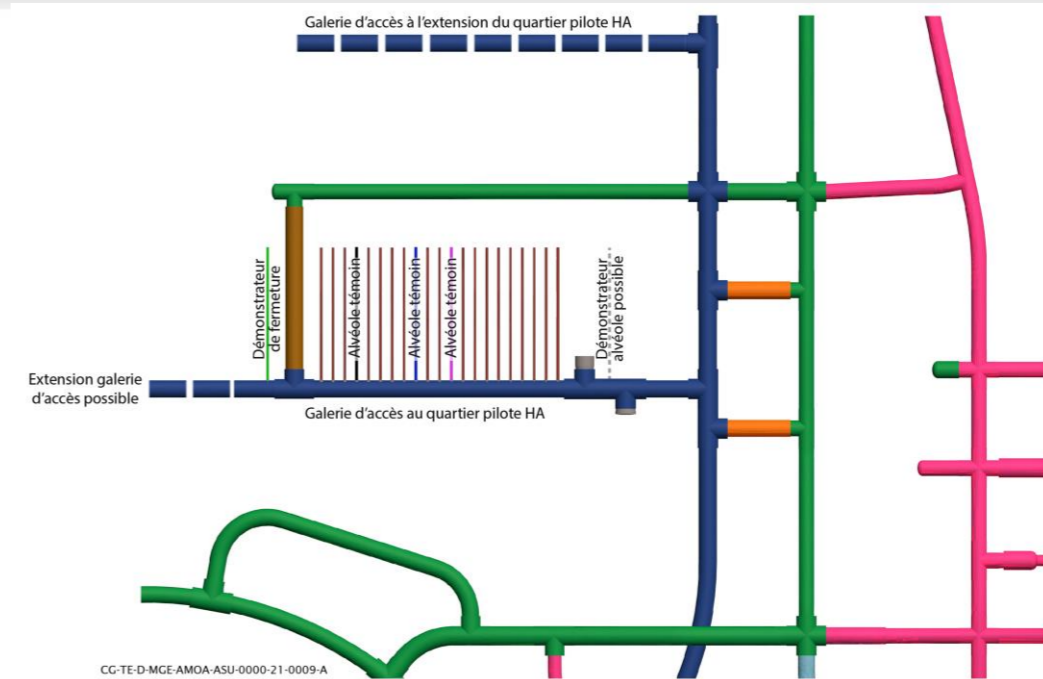 Galerie d'accès à l'extension du quartier pilote HA
Démonstrateur
de fermeture
Alvéole témoin
Alvéole témoin
Alvéole témoin
Démonstrateur
alvéole possible
Extension galerie
d'accès possible
Galerie d'accès au quartier pilote HA
CG-TE-D-MGE-AMOA-ASU-0000-21-0009-A